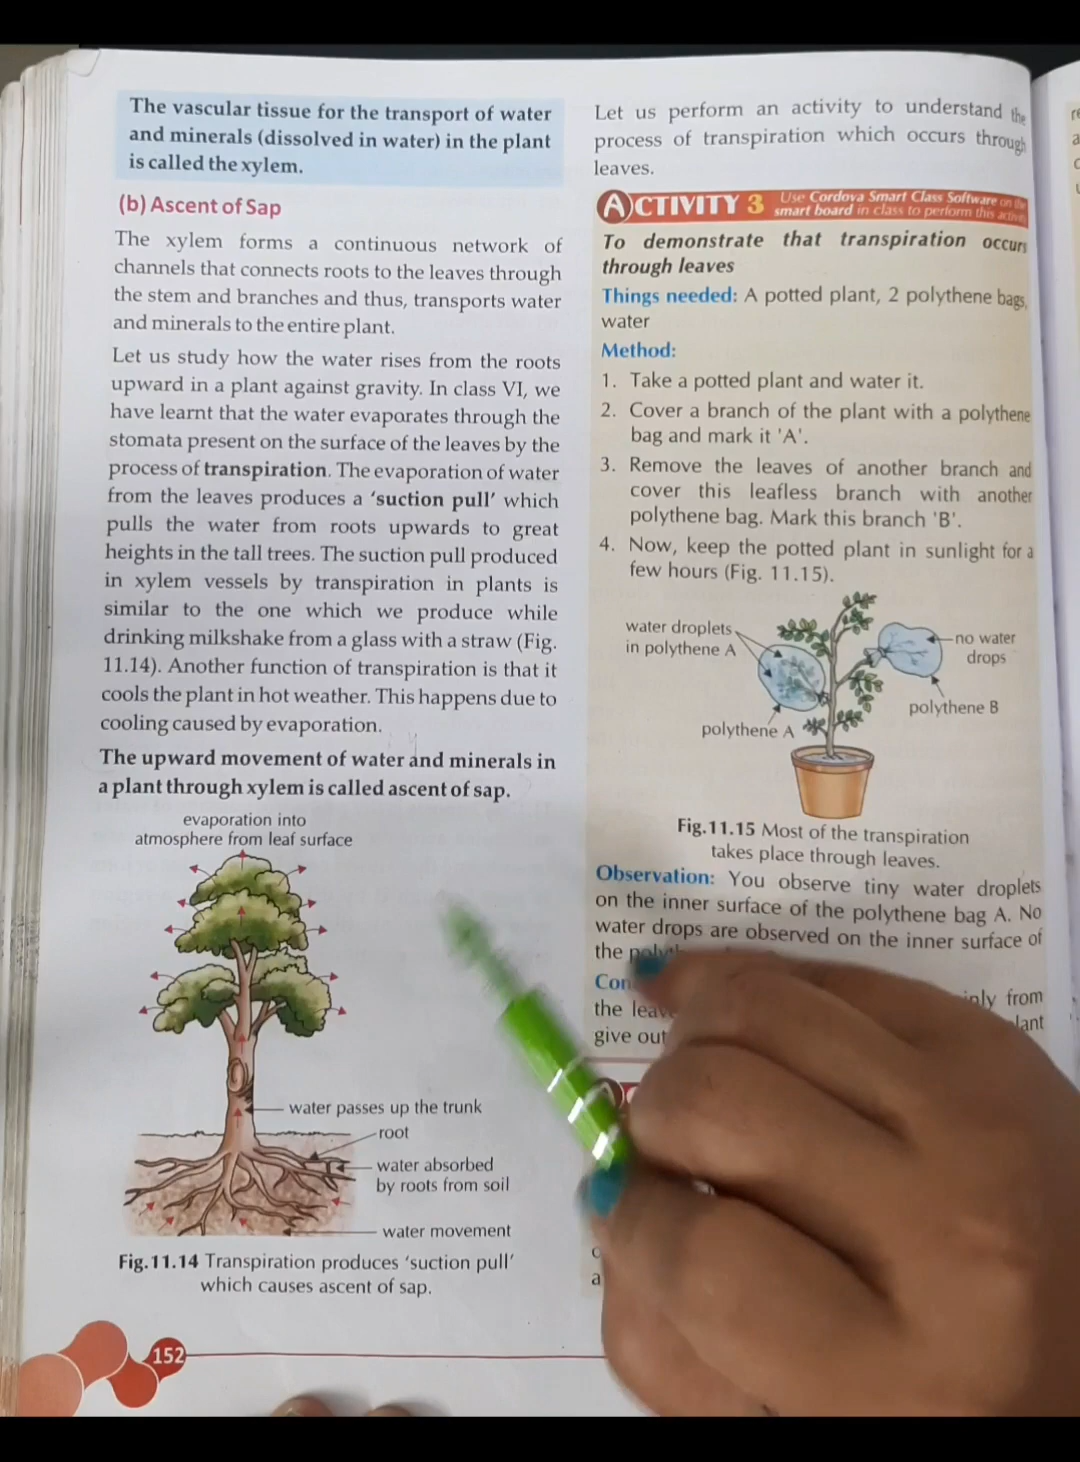 The vascular tissue for the transport of water
and minerals (dissolved in water) in the plant
is called the xylem.
(b) Ascent of Sap
The xylem forms a continuous network of
channels that connects roots to the leaves through
the stem and branches and thus, transports water
and minerals to the entire plant.
Let us study how the water rises from the roots
upward in a plant against gravity. In class VI, we
have learnt that the water evaporates through the
stomata present on the surface of the leaves by the
process of transpiration. The evaporation of water
from the leaves produces a ‘suction pull’ which
pulls the water from roots upwards to great
heights in the tall trees. The suction pull produced
in xylem vessels by transpiration in plants is
similar to the one which we produce while
drinking milkshake from a glass with a straw (Fig.
11.14). Another function of transpiration is that it
cools the plant in hot weather. This happens due to
cooling caused by evaporation.
The upward movement of water and minerals in
a plant through xylem is called ascent of sap.
evaporation into
atmosphere from leaf surface
water passes up the trunk
root
water absorbed
by roots from soil
water movement
Fig.11.14 Transpiration produces ‘suction pull’
which causes ascent of sap.
152
Let us perform an activity to understand the
process of transpiration which occurs through
leaves.
ACTIVITY 3 Use Cordova Smart Class Software on the
smart board in class to perform this
To demonstrate that transpiration occurs
through leaves
Things needed: A potted plant, 2 polythene bags,
water
Method:
1. Take a potted plant and water it.
2. Cover a branch of the plant with a polythene
bag and mark it 'A'.
3. Remove the leaves of another branch and
cover this leafless branch with another
polythene bag. Mark this branch 'B'.
4. Now, keep the potted plant in sunlight for a
few hours (Fig. 11.15).
water droplets
in polythene A
no water
drops
polythene B
polythene A
Fig.11.15 Most of the transpiration
takes place through leaves.
Observation: You observe tiny water droplets
on the inner surface of the polythene bag A. No
water drops are observed on the inner surface of
the
from
the
give out